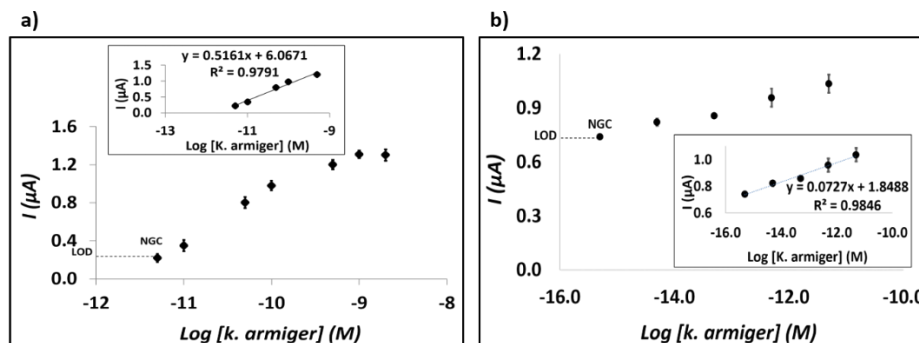 a)
y = 0.5161x + 6.0671
R² = 0.9791
I (µA)
1.5
1.0
0.5
0.0
-13
-11
-9
Log [K. armiger] (M)
I (µA)
1.6
1.2
0.8
0.4
0.0
LOD
NGC
-12
-11
-10
-9
-8
Log [k. armiger] (M)
b)
I (µA)
1.2
0.9
0.6
0.3
0.0
LOD
NGC
I (µA)
1.0
0.8
0.6
y = 0.0727x + 1.8488
R² = 0.9846
-16.0
-14.0
-12.0
-10.0
Log [K. armiger] (M)
-16.0
-14.0
-12.0
-10.0
Log [k. armiger] (M)